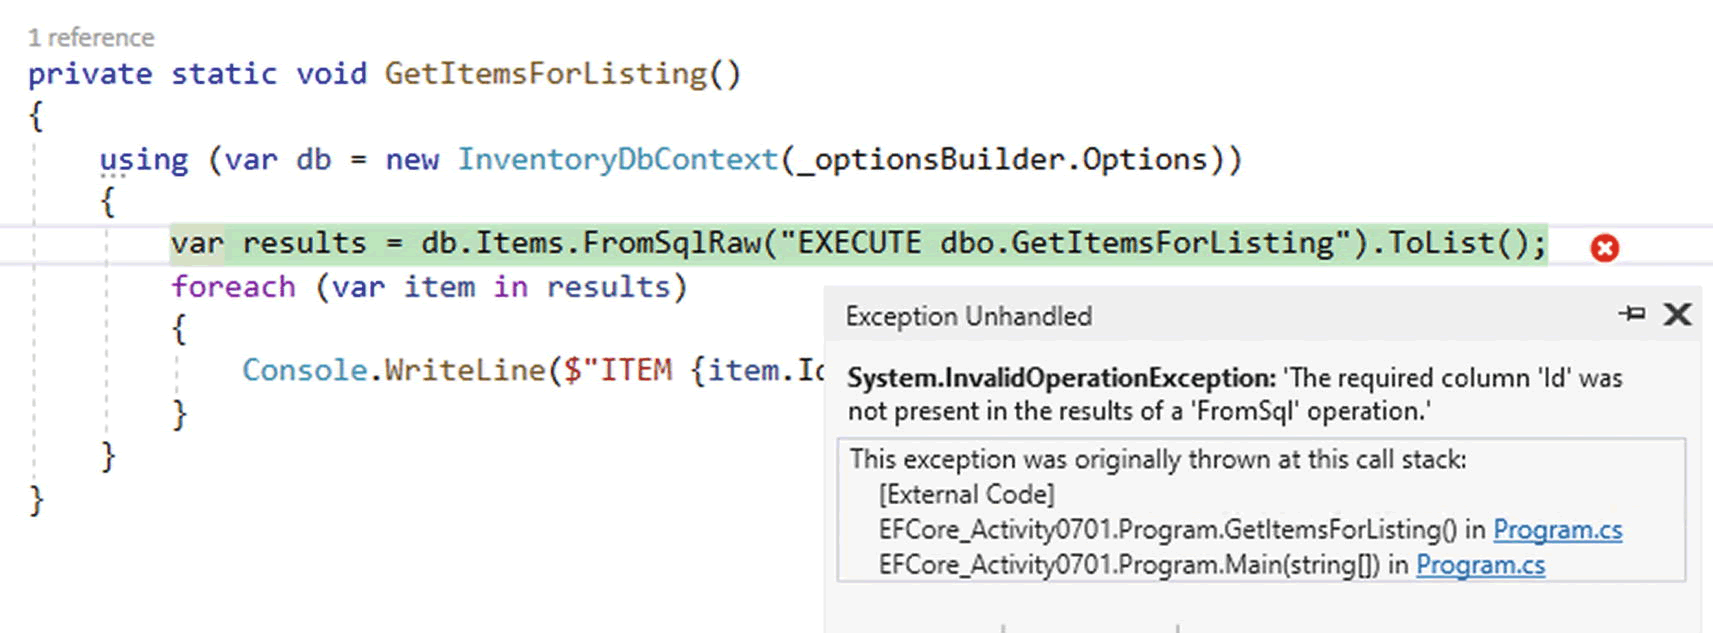 1 reference
private static void GetItemsForListing()
{
using (var db = new InventoryDbContext(_optionsBuilder.Options))
{
var results = db.Items.FromSqlRaw("EXECUTE dbo.GetItemsForListing").ToList();
foreach (var item in results)
{
Console.WriteLine($"ITEM {item.Id
}
}
}
Exception Unhandled
System.InvalidOperationException: 'The required column 'Id' was
not present in the results of a 'FromSql' operation.'
This exception was originally thrown at this call stack:
[External Code]
EFCore_Activity0701.Program.GetItemsForListing() in Program.cs
EFCore_Activity0701.Program.Main(string[]) in Program.cs